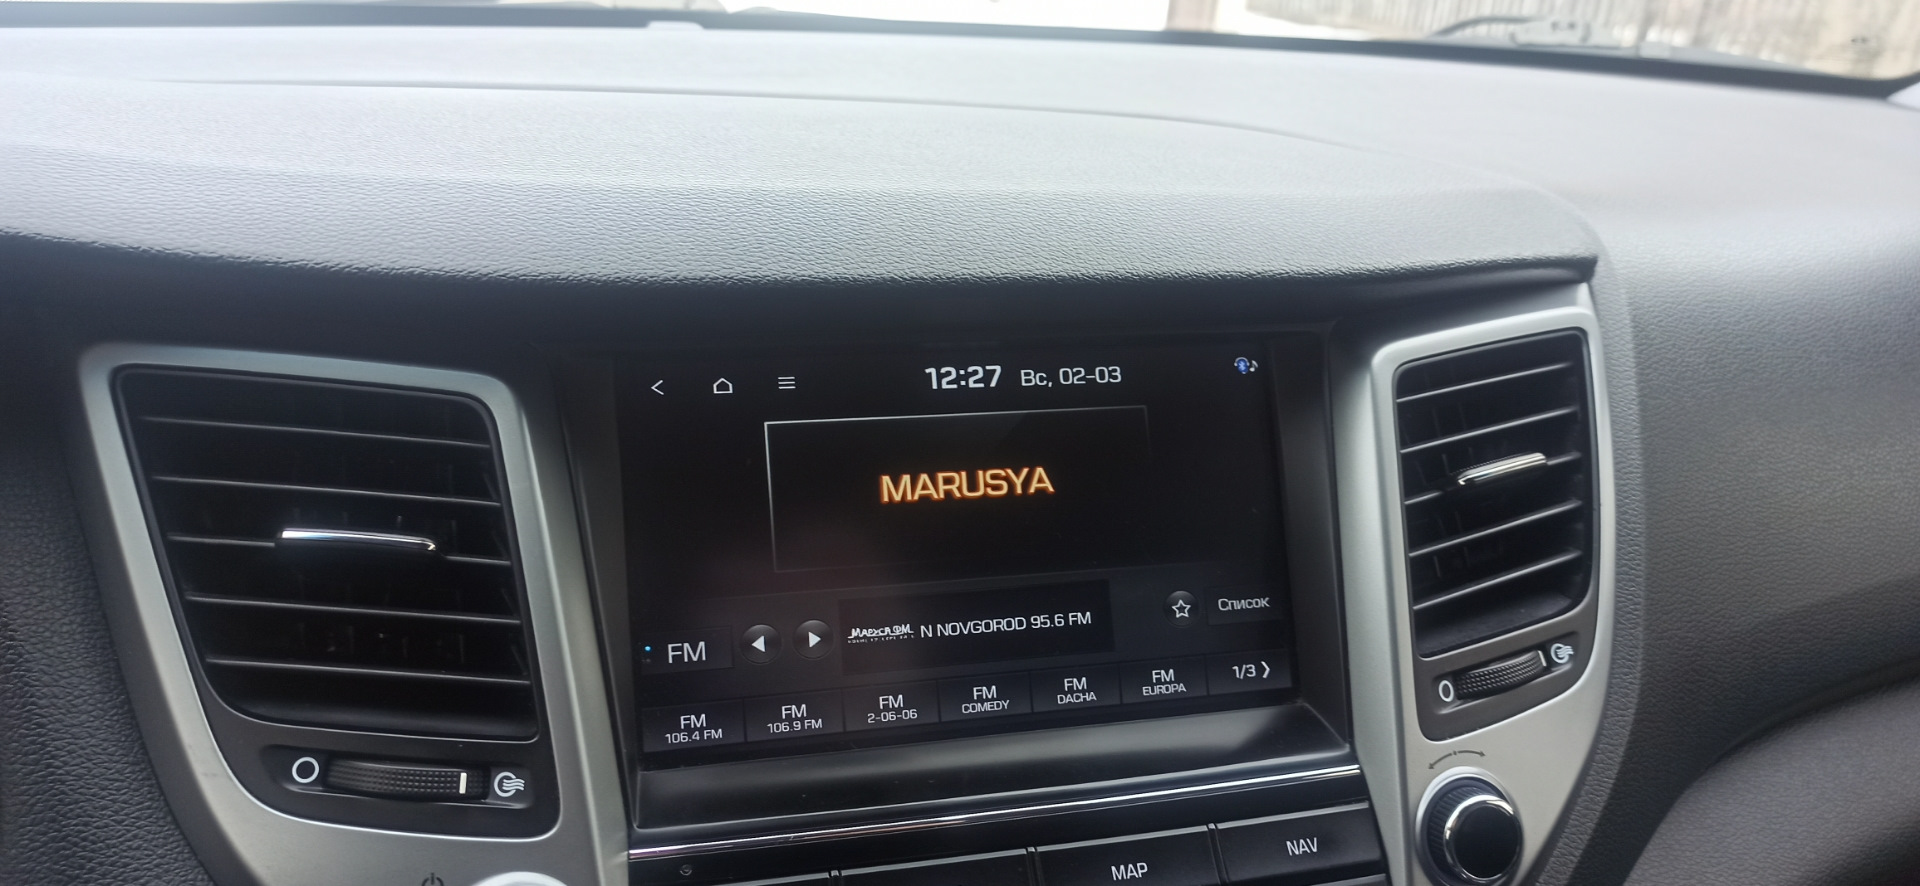 12:27 Вс, 02-03
MARUSYA
FM
N NOVGOROD 95.6 FM
Список
FM
106.4 FM
FM
106.9 FM
FM
2-06-06
FM
COMEDY
FM
DACHA
FM
EUROPA
1/3
MAP
NAV